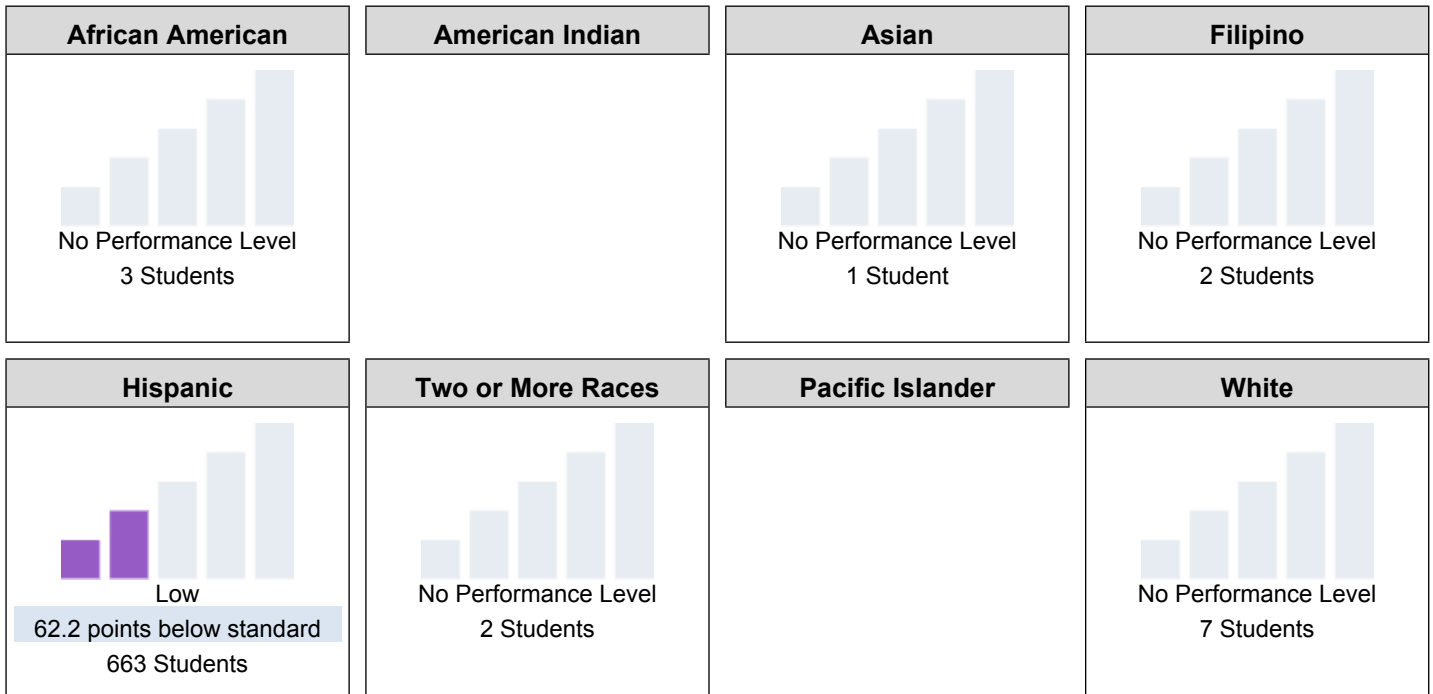 African American
No Performance Level
3 Students
American Indian
Asian
No Performance Level
1 Student
Filipino
No Performance Level
2 Students
Hispanic
Low
62.2 points below standard
663 Students
Two or More Races
No Performance Level
2 Students
Pacific Islander
White
No Performance Level
7 Students